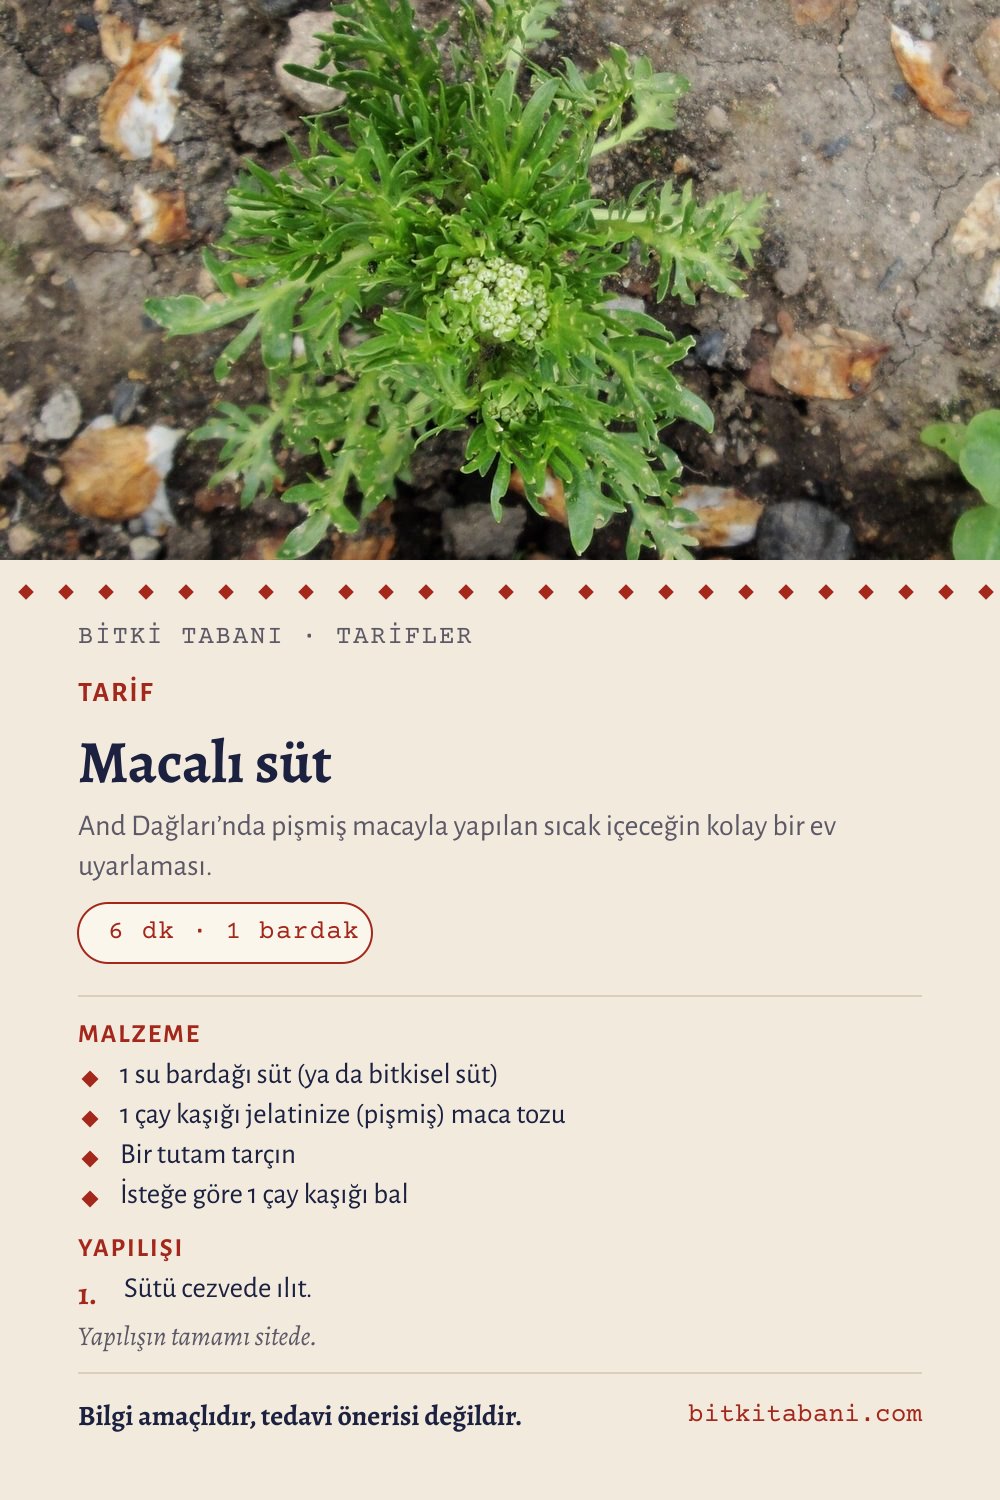 BİTKİ TABANI · TARİFLER
TARİF
Macalı süt
And Dağları’nda pişmiş macayla yapılan sıcak içeceğin kolay bir ev
uyarlaması.
6 dk · 1 bardak
MALZEME
◆ 1 su bardağı süt (ya da bitkisel süt)
◆ 1 çay kaşığı jelatinize (pişmiş) maca tozu
◆ Bir tutam tarçın
◆ İsteğe göre 1 çay kaşığı bal
YAPILIŞI
1. Sütü cezvede ılıt.
Yapılışın tamamı sitede.
Bilgi amaçlıdır, tedavi önerisi değildir.
bitkitabani.com